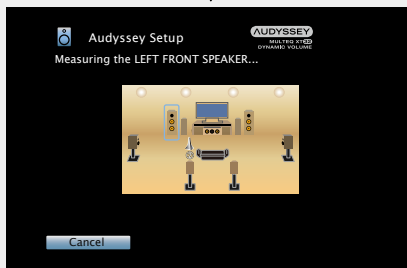 Audyssey Setup
AUDYSSEY
MULTEQ XT32
DYNAMIC VOLUME
Measuring the LEFT FRONT SPEAKER...
Cancel